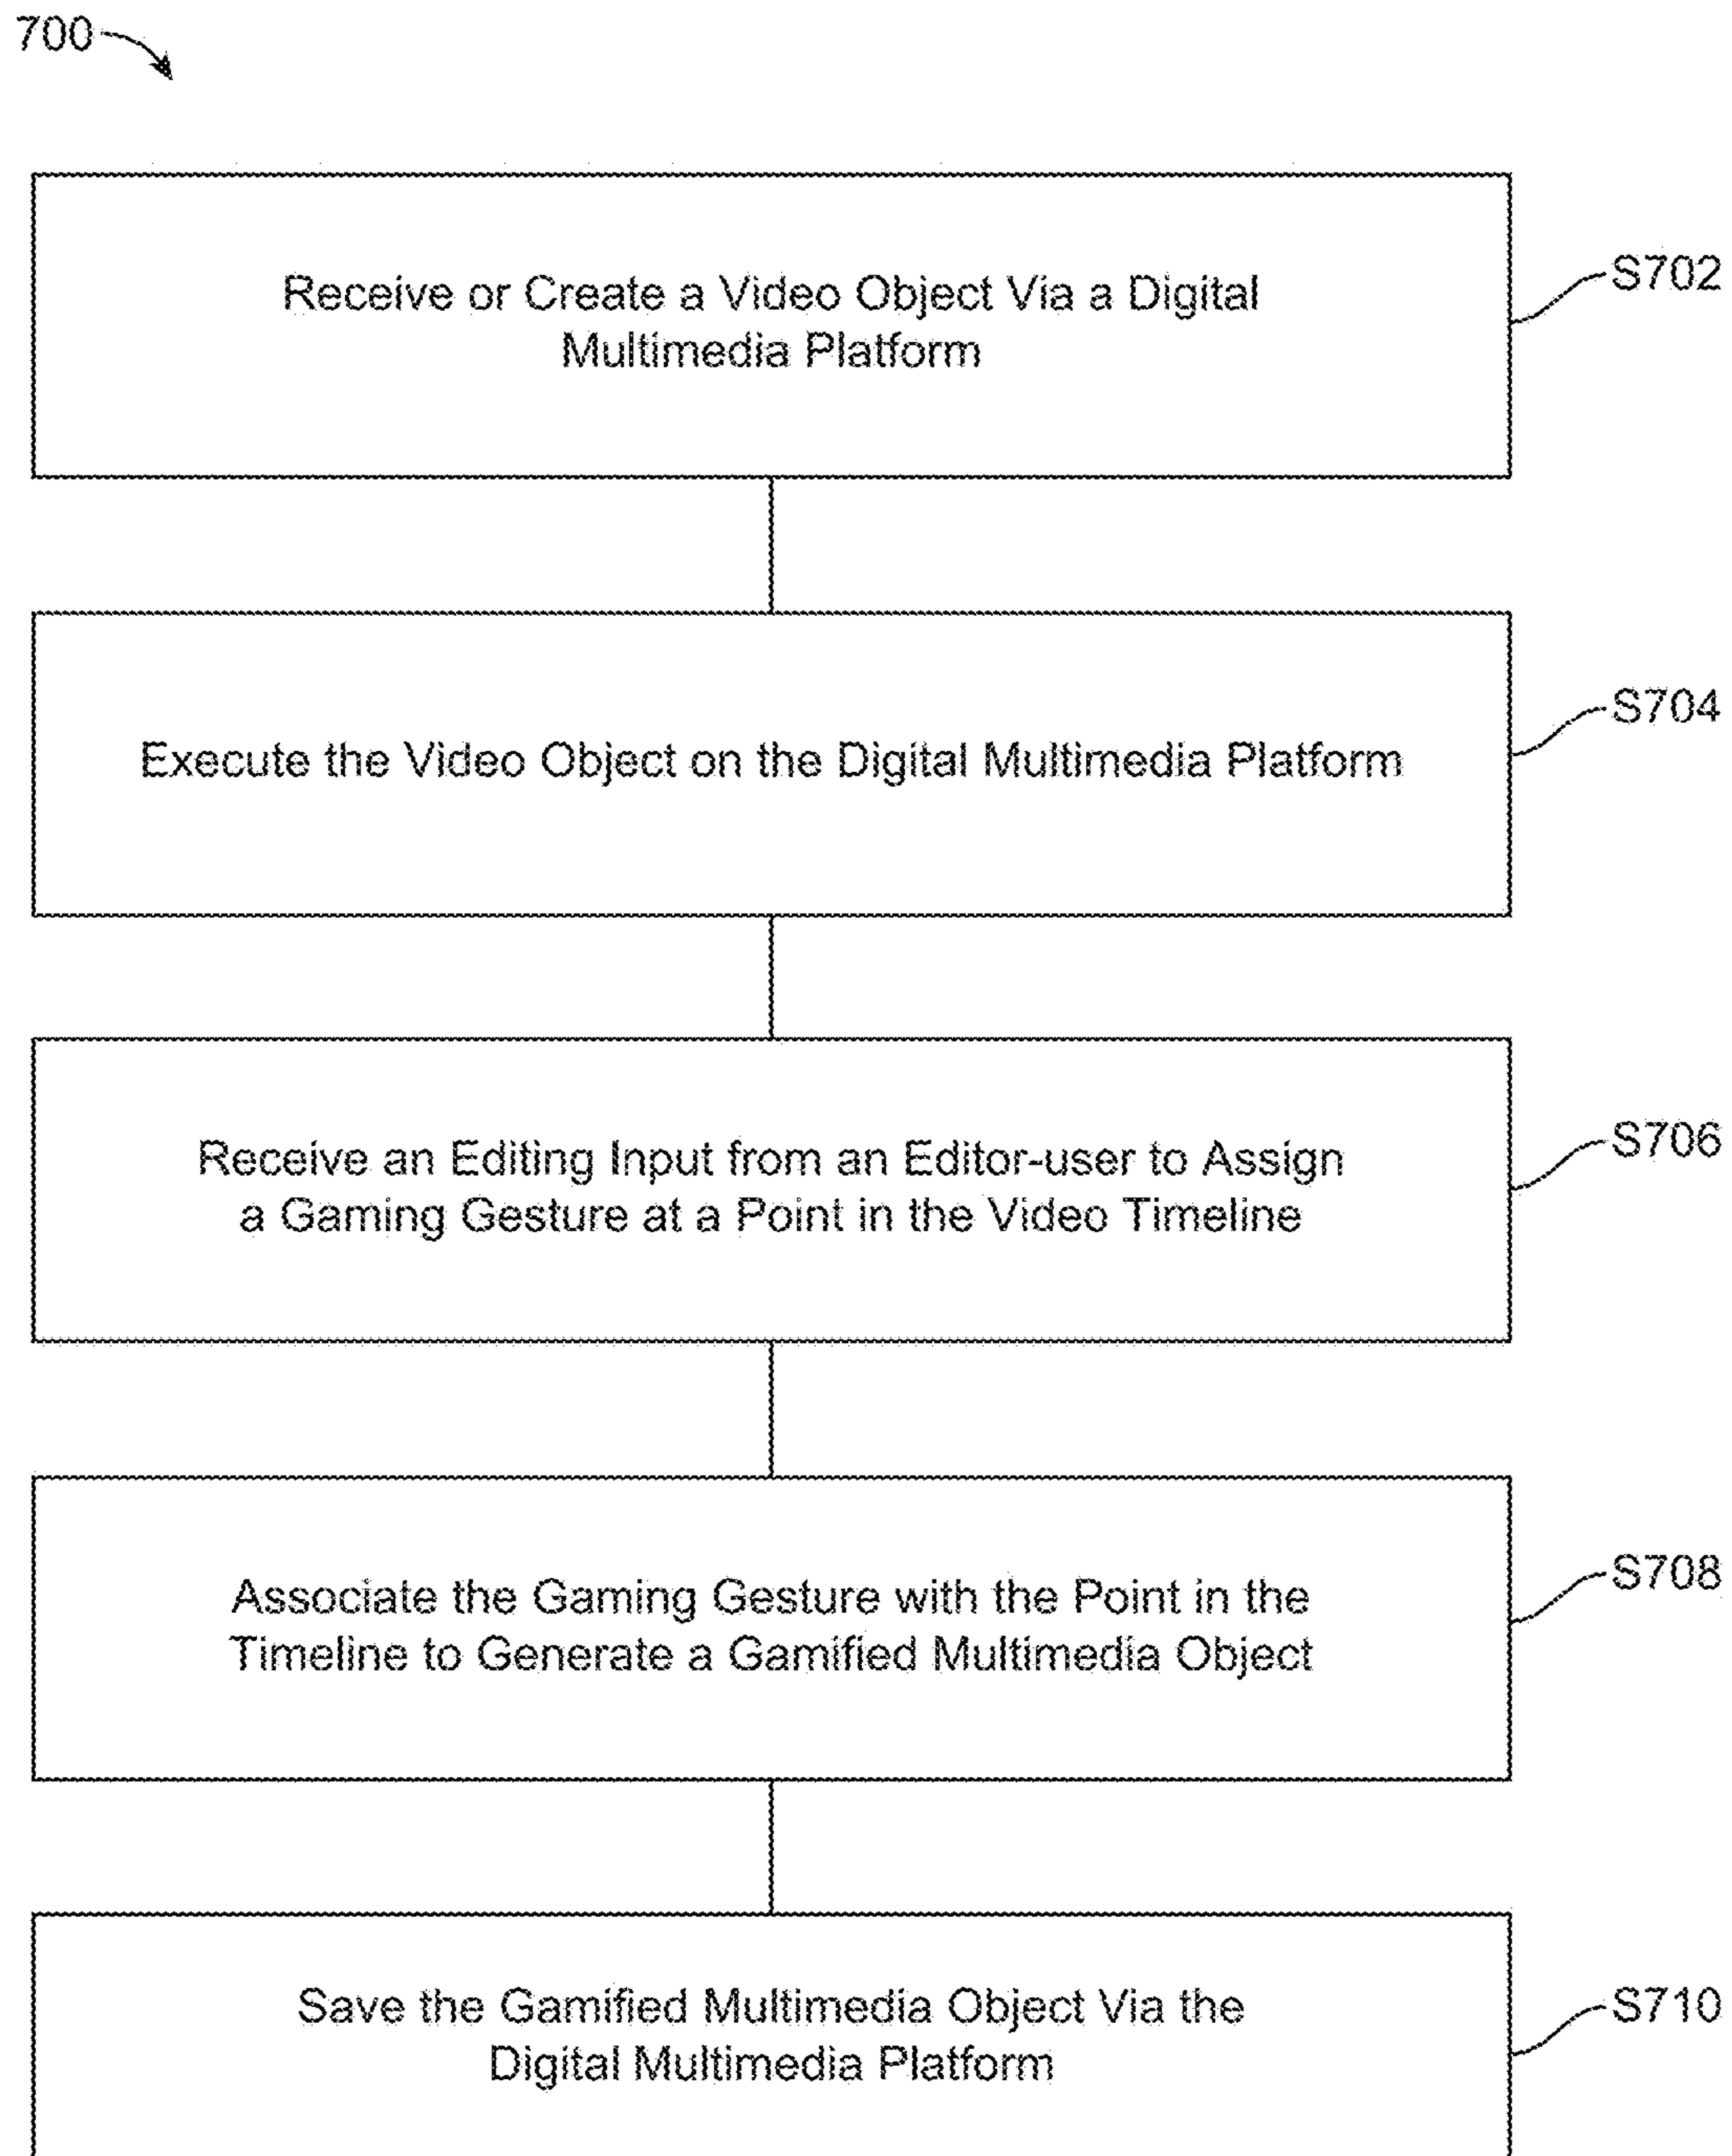 700
Receive or Create a Video Object Via a Digital
Multimedia Platform
S702
Execute the Video Object on the Digital Multimedia Platform
S704
Receive an Editing Input from an Editor-user to Assign
a Gaming Gesture at a Point in the Video Timeline
S706
Associate the Gaming Gesture with the Point in the
Timeline to Generate a Gamified Multimedia Object
S708
Save the Gamified Multimedia Object Via the
Digital Multimedia Platform
S710